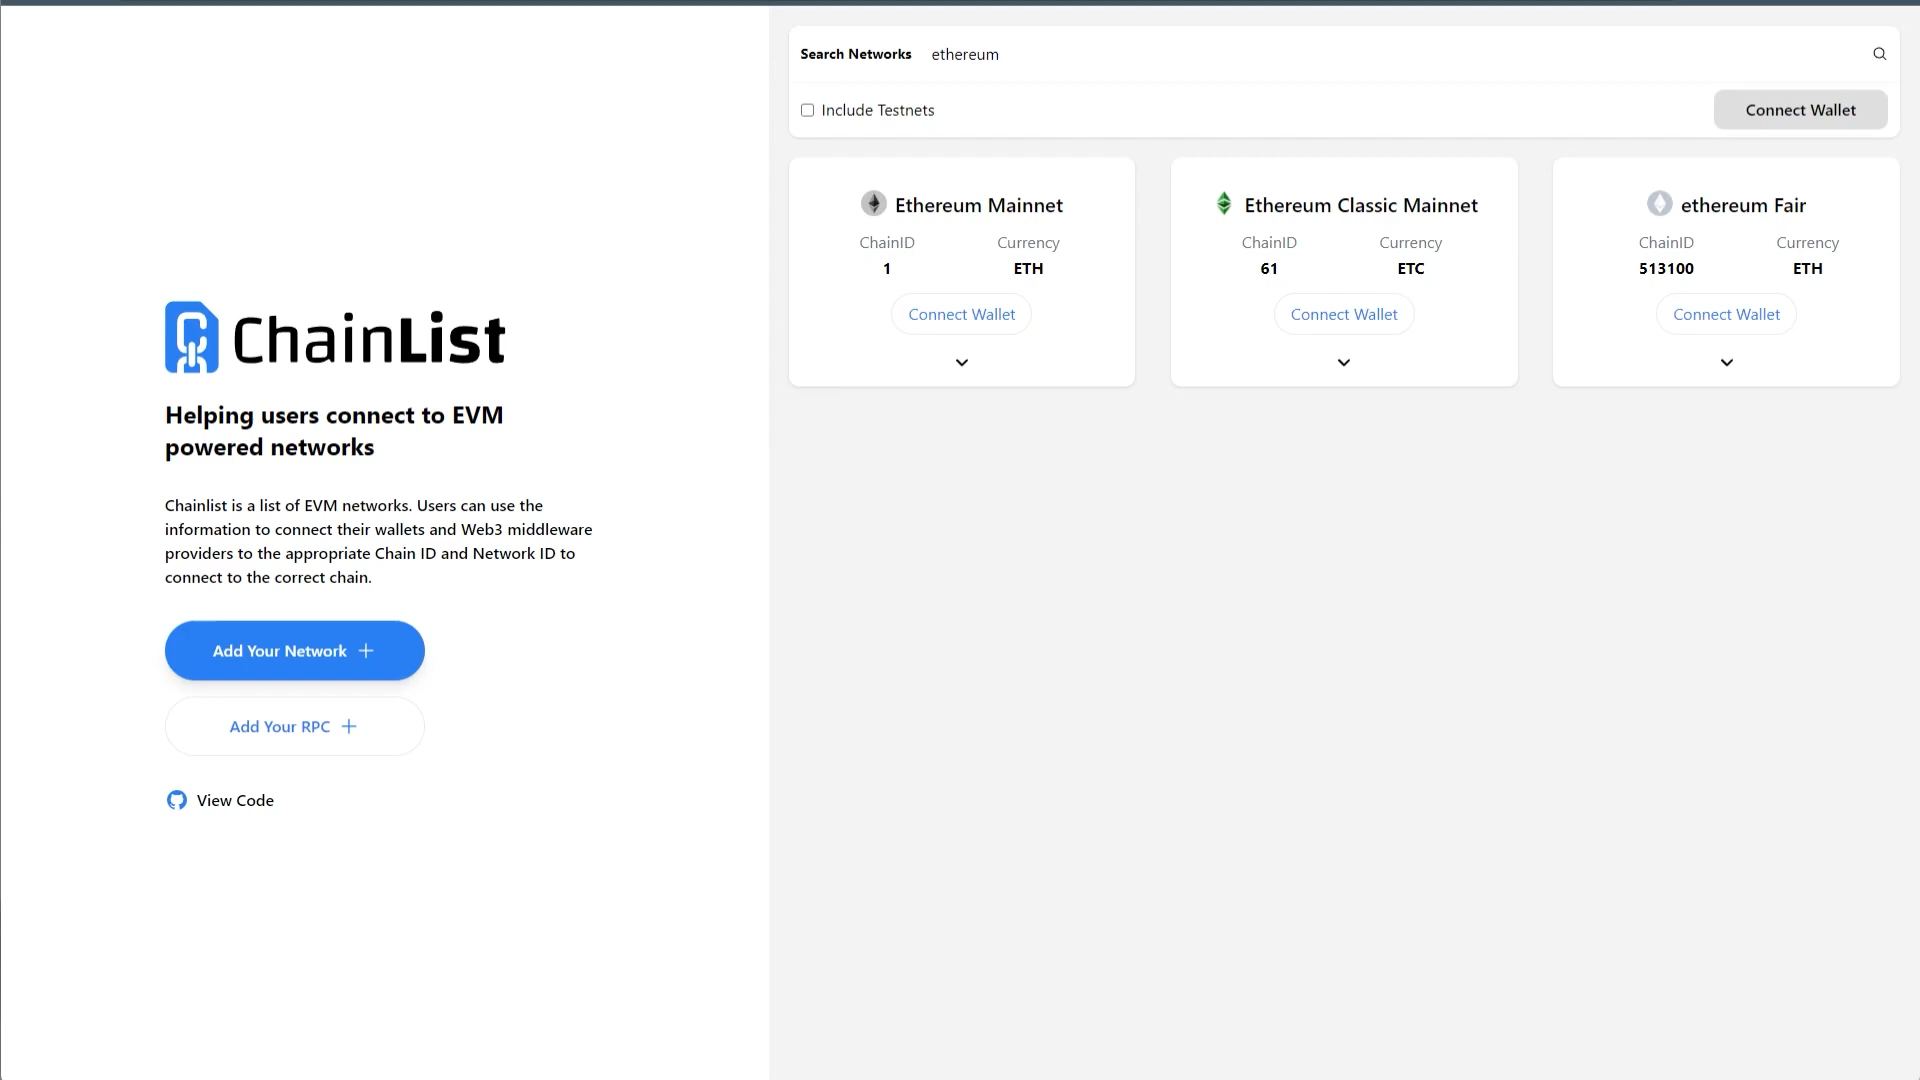 ChainList
Helping users connect to EVM
powered networks
Chainlist is a list of EVM networks. Users can use the
information to connect their wallets and Web3 middleware
providers to the appropriate Chain ID and Network ID to
connect to the correct chain.
Add Your Network
Add Your RPC
View Code
Search Networks ethereum
Include Testnets Connect Wallet
Ethereum Mainnet
ChainID Currency
1 ETH
Connect Wallet
Ethereum Classic Mainnet
ChainID Currency
61 ETC
Connect Wallet
ethereum Fair
ChainID Currency
513100 ETH
Connect Wallet